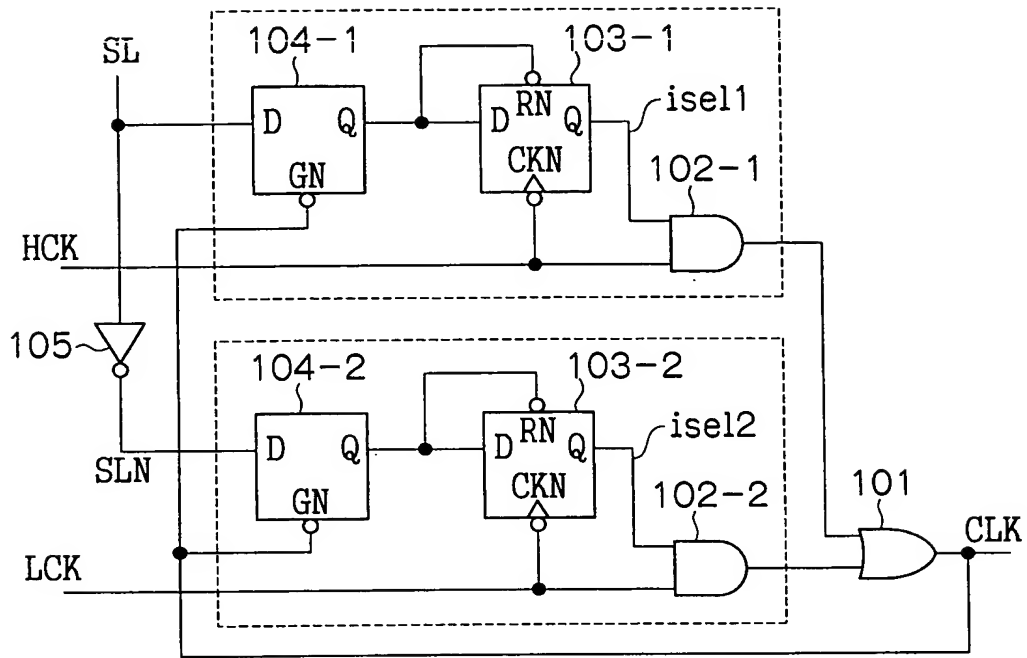 SL
104-1
103-1
D
Q
GN
D
RN
Q
CKN
isel1
102-1
HCK
105
SLN
104-2
103-2
D
Q
GN
D
RN
Q
CKN
isel2
102-2
101
CLK
LCK